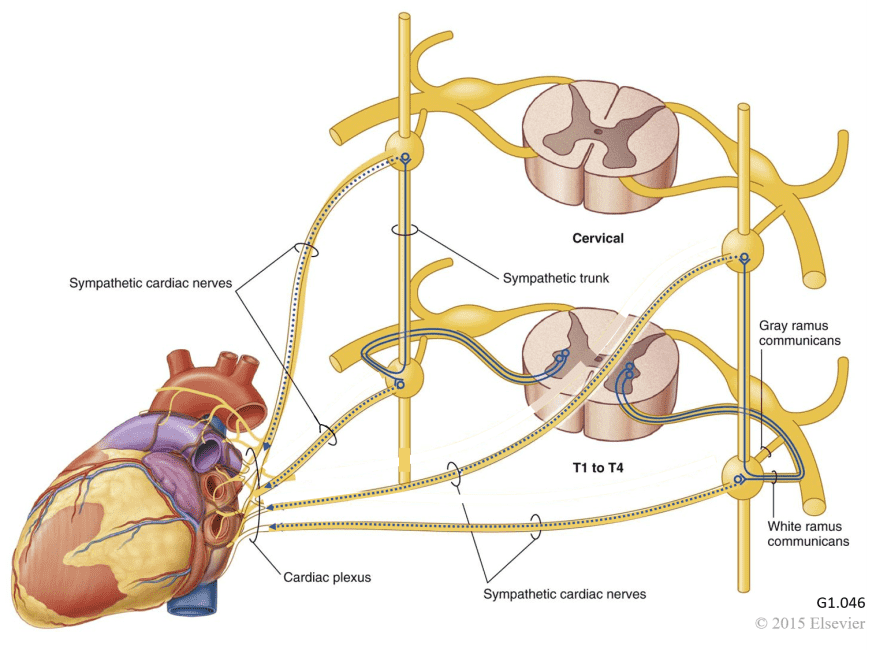 Cervical
Sympathetic cardiac nerves
Sympathetic trunk
Gray ramus
communicans
T1 to T4
White ramus
communicans
Cardiac plexus
Sympathetic cardiac nerves
G1.046
© 2015 Elsevier